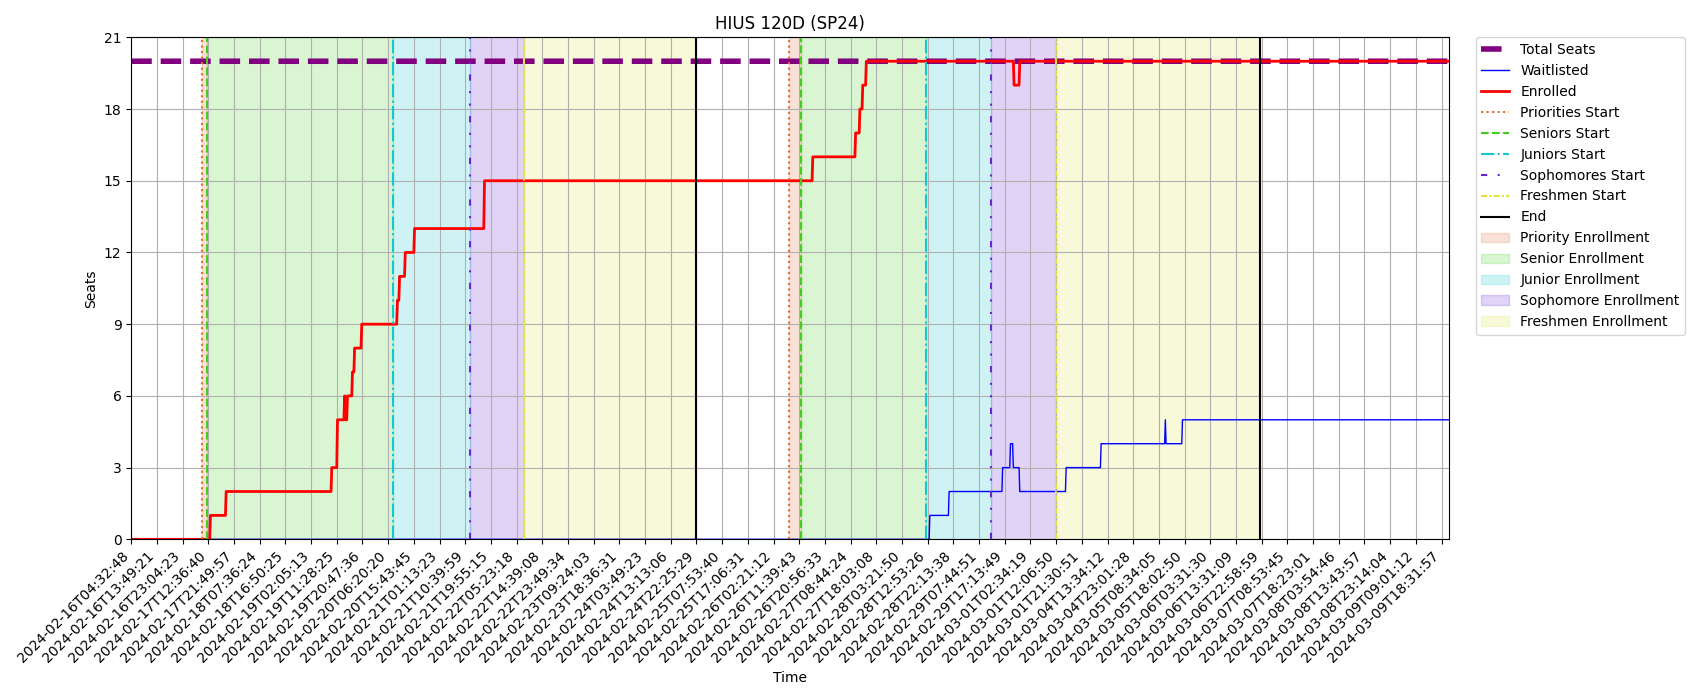 HIUS 120D (SP24)
21
18
15
12
9
6
3
0
Seats
2024-02-16T04:32:48
2024-02-16T13:49:21
2024-02-16T23:04:23
2024-02-17T12:36:40
2024-02-17T21:49:57
2024-02-18T07:36:24
2024-02-18T16:50:25
2024-02-19T02:05:13
2024-02-19T11:28:25
2024-02-19T20:47:36
2024-02-20T06:20:20
2024-02-20T15:43:45
2024-02-21T01:13:23
2024-02-21T10:39:59
2024-02-21T19:55:15
2024-02-22T05:23:18
2024-02-22T14:39:08
2024-02-22T23:49:34
2024-02-23T09:24:03
2024-02-23T18:36:31
2024-02-24T03:49:23
2024-02-24T13:13:06
2024-02-24T22:25:29
2024-02-25T07:53:40
2024-02-25T17:06:31
2024-02-26T02:21:12
2024-02-26T11:39:43
2024-02-26T20:56:33
2024-02-27T08:44:24
2024-02-27T18:03:08
2024-02-28T03:21:50
2024-02-28T12:53:26
2024-02-28T22:13:38
2024-02-29T07:44:51
2024-02-29T17:13:49
2024-03-01T02:34:19
2024-03-01T12:06:50
2024-03-01T21:30:51
2024-03-04T13:34:12
2024-03-04T23:01:28
2024-03-05T08:34:05
2024-03-05T18:02:50
2024-03-06T03:31:30
2024-03-06T13:31:09
2024-03-06T22:58:59
2024-03-07T08:53:45
2024-03-07T18:23:01
2024-03-08T03:54:46
2024-03-08T13:43:57
2024-03-08T23:14:04
2024-03-09T09:01:12
2024-03-09T18:31:57
Time
Total Seats
Waitlisted
Enrolled
Priorities Start
Seniors Start
Juniors Start
Sophomores Start
Freshmen Start
End
Priority Enrollment
Senior Enrollment
Junior Enrollment
Sophomore Enrollment
Freshmen Enrollment